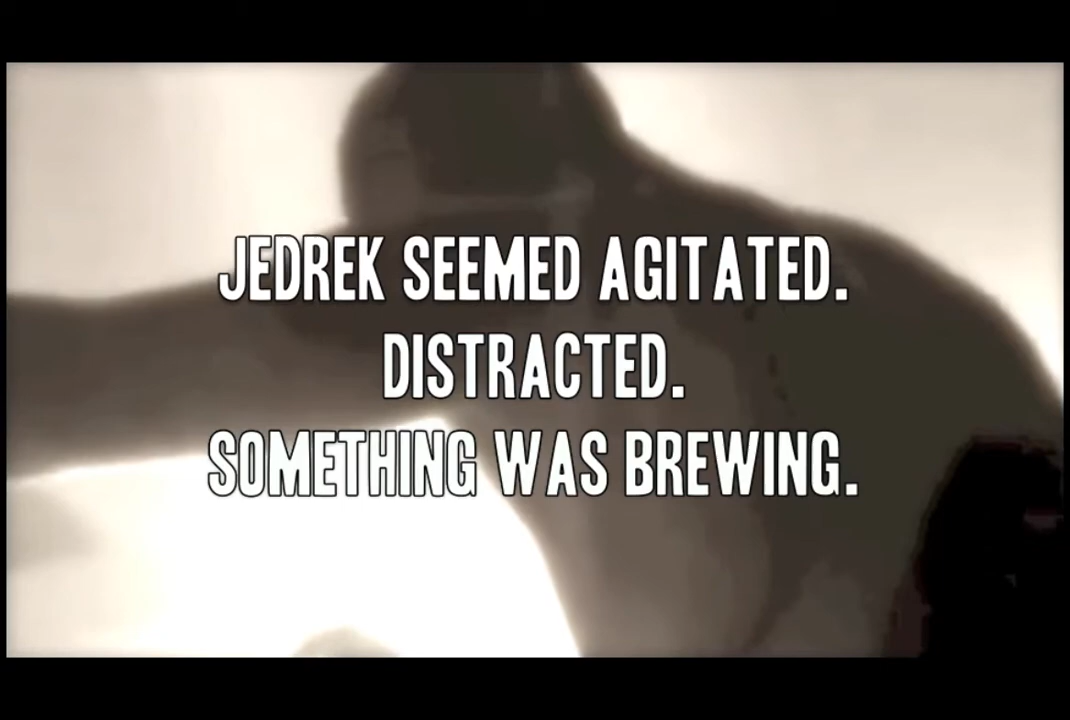 JEDREK SEEMED AGITATED.
DISTRACTED.
SOMETHING WAS BREWING.